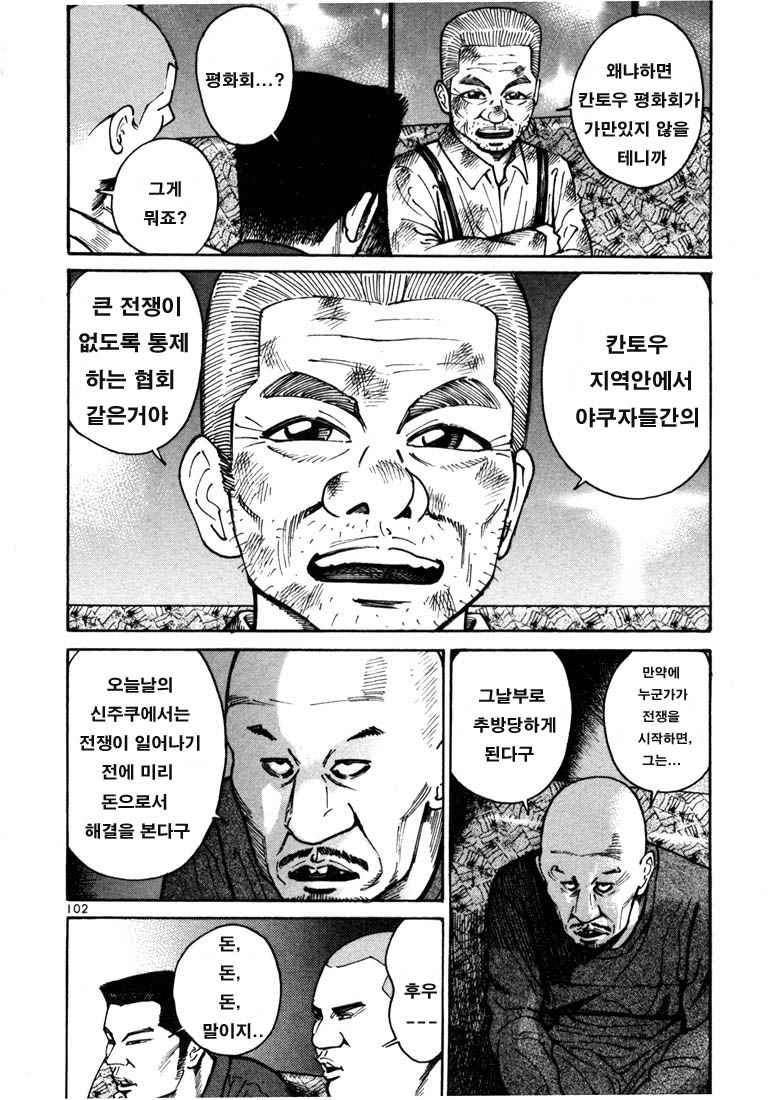 왜냐하면
칸토우 평화회가
가만있지 않을
테니까
평화회...?
그게
뭐죠?
칸토우
지역안에서
야쿠자들간의
큰 전쟁이
없도록 통제
하는 협회
같은거야
만약에
누군가가
전쟁을
시작하면,
그는...
그날부로
추방당하게
된다구
오늘날의
신주쿠에서는
전쟁이 일어나기
전에 미리
돈으로서
해결을 본다구
102
후우
---
돈,
돈,
돈,
말이지..